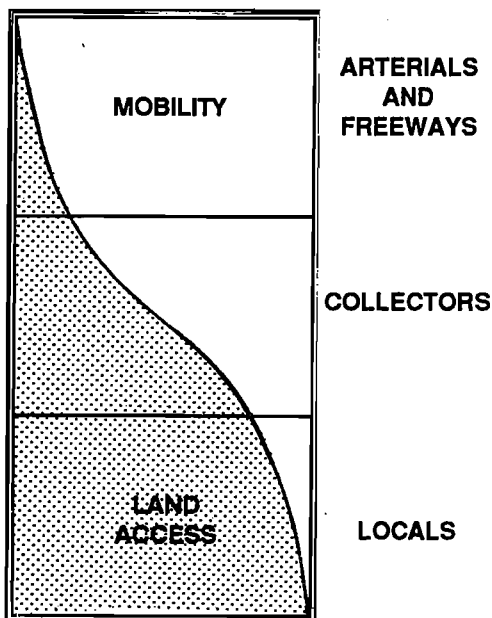 MOBILITY
ARTERIALS
AND
FREEWAYS
COLLECTORS
LAND
ACCESS
LOCALS